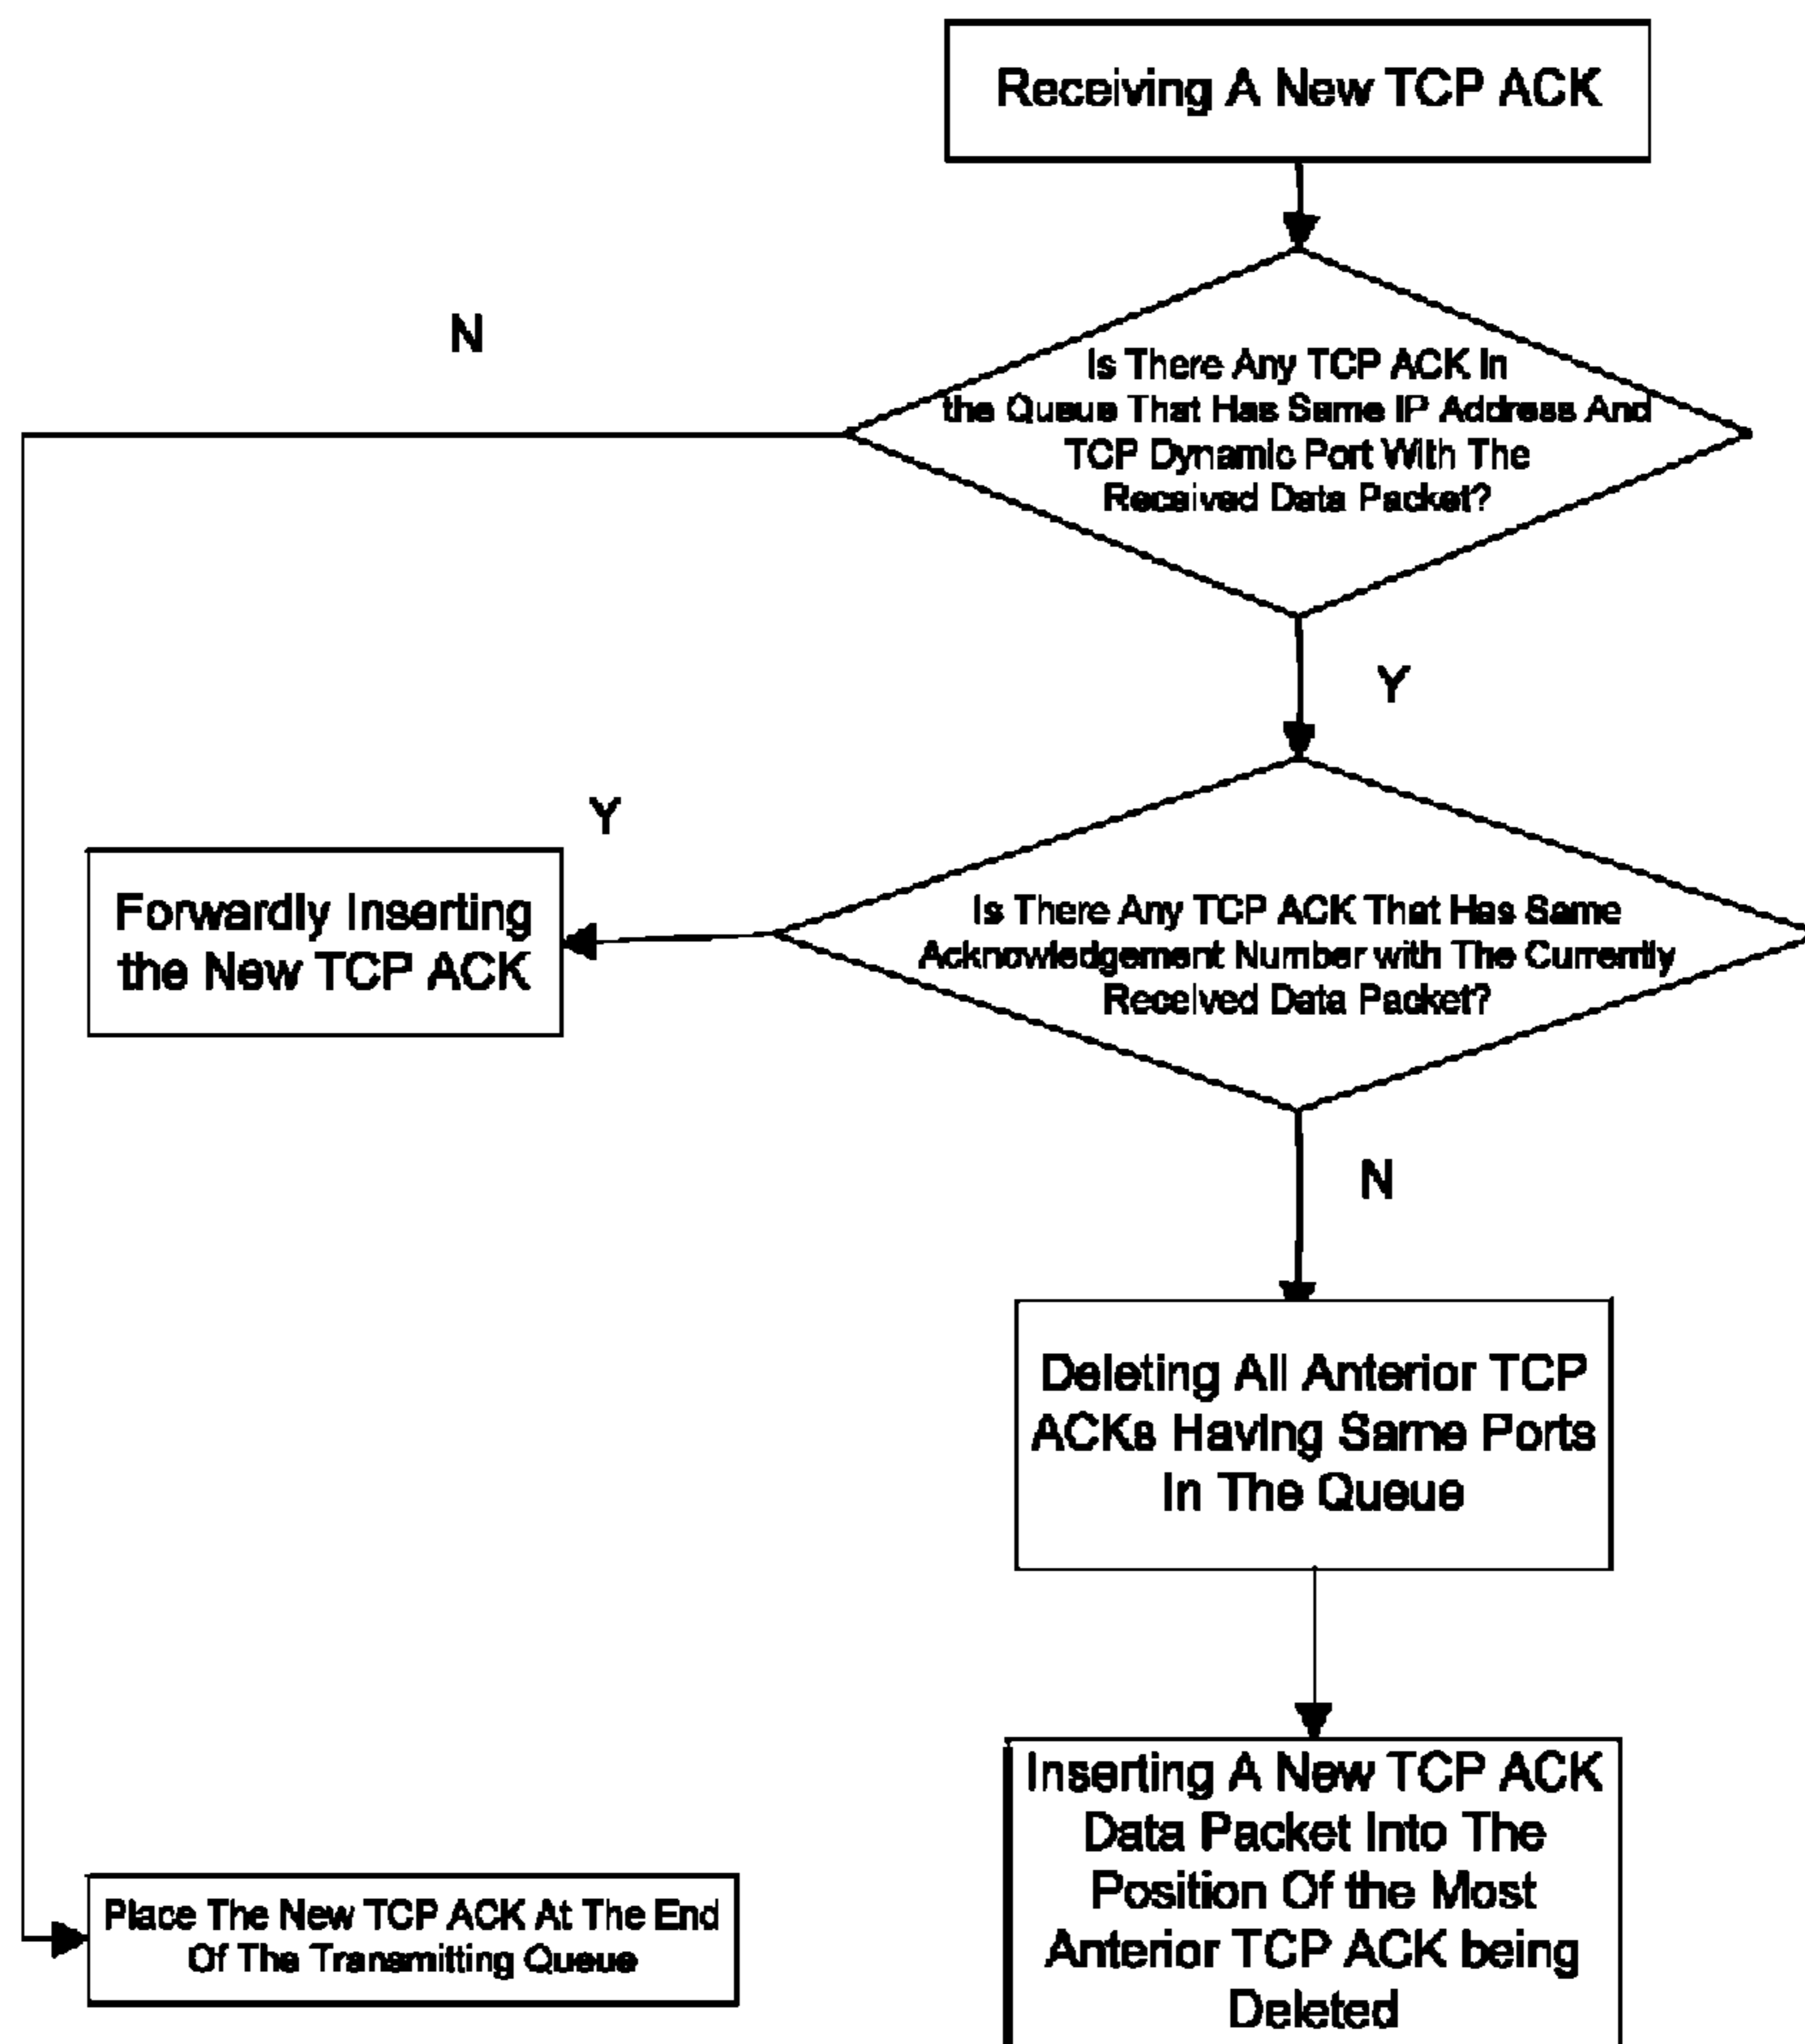 Receiving A New TCP ACK
N
Is There Any TCP ACK In
the Queue That Has Same IP Address And
TCP Dynamic Port With The
Received Data Packet?
Y
Y
Forwardly Inserting
the New TCP ACK
Is There Any TCP ACK That Has Same
Acknowledgement Number with The Currently
Received Data Packet?
N
Deleting All Anterior TCP
ACKs Having Same Ports
In The Queue
Inserting A New TCP ACK
Data Packet Into The
Position Of the Most
Anterior TCP ACK being
Deleted
Place The New TCP ACK At The End
Of The Transmitting Queue